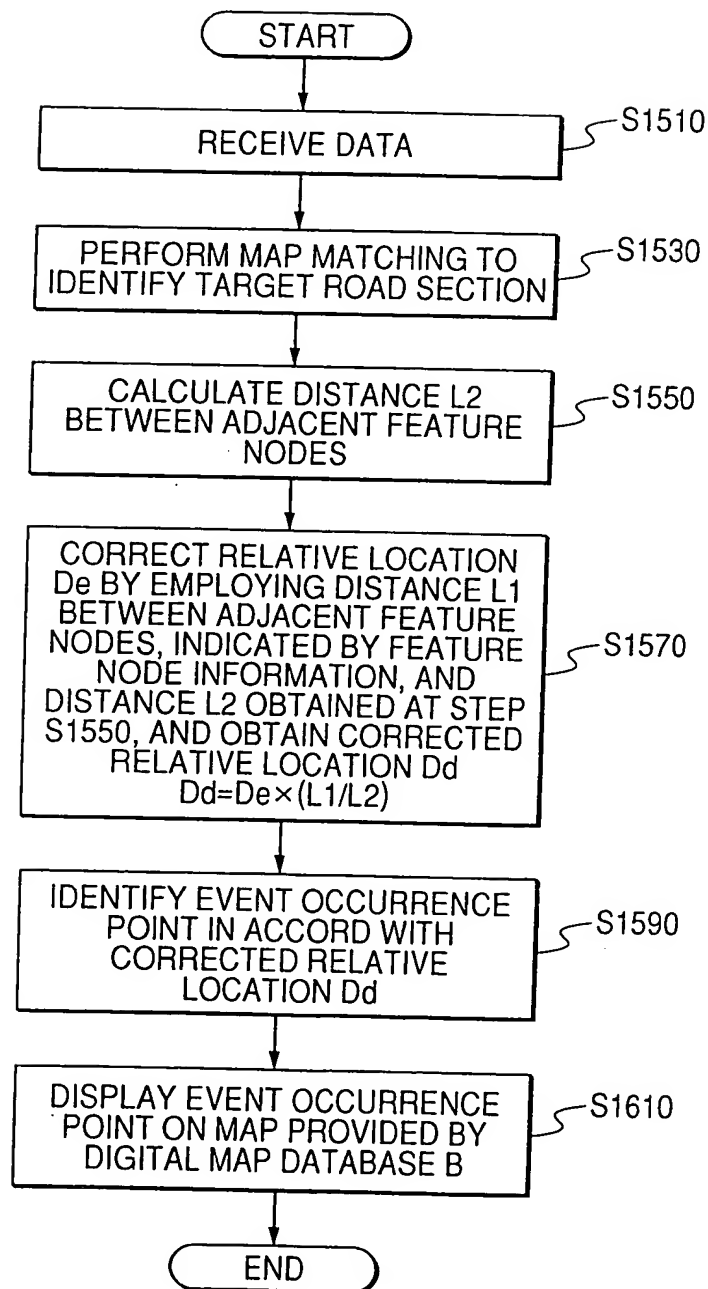 START
RECEIVE DATA
S1510
PERFORM MAP MATCHING TO
IDENTIFY TARGET ROAD SECTION
S1530
CALCULATE DISTANCE L2
BETWEEN ADJACENT FEATURE
NODES
S1550
CORRECT RELATIVE LOCATION
De BY EMPLOYING DISTANCE L1
BETWEEN ADJACENT FEATURE
NODES, INDICATED BY FEATURE
NODE INFORMATION, AND
DISTANCE L2 OBTAINED AT STEP
S1550, AND OBTAIN CORRECTED
RELATIVE LOCATION Dd
Dd=De×(L1/L2)
S1570
IDENTIFY EVENT OCCURRENCE
POINT IN ACCORD WITH
CORRECTED RELATIVE
LOCATION Dd
S1590
DISPLAY EVENT OCCURRENCE
POINT ON MAP PROVIDED BY
DIGITAL MAP DATABASE B
S1610
END